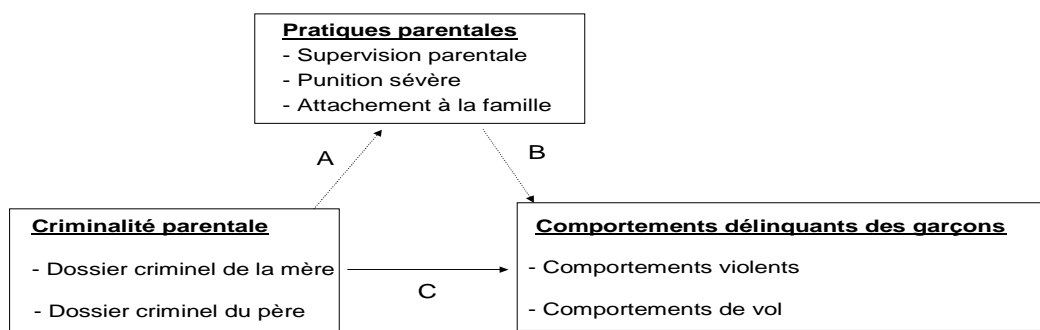 Pratiques parentales
- Supervision parentale
- Punition sévère
- Attachement à la famille
A
B
Criminalité parentale
- Dossier criminel de la mère
- Dossier criminel du père
C
Comportements délinquants des garçons
- Comportements violents
- Comportements de vol